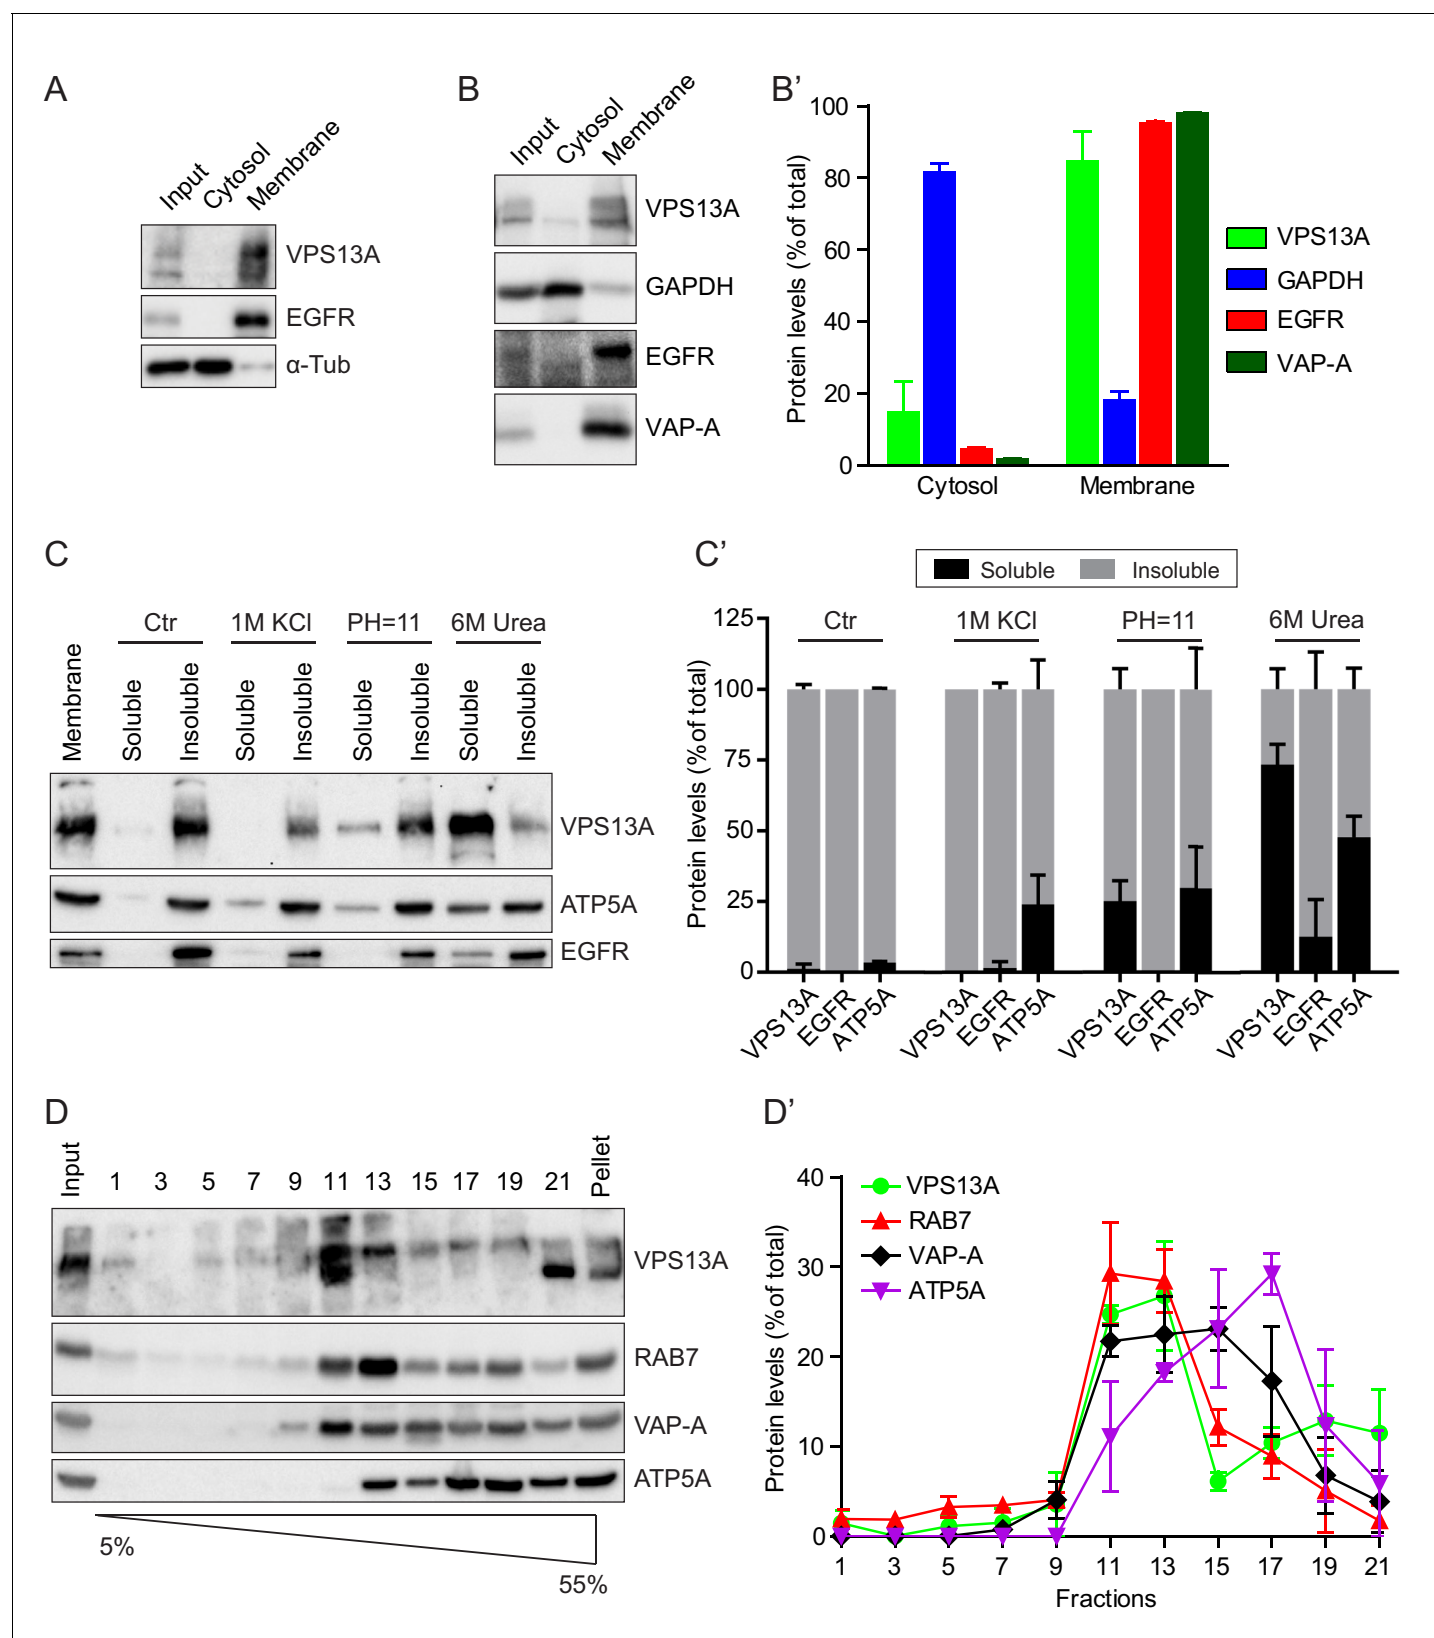 A
Input
Cytosol
Membrane
VPS13A
EGFR
α-Tub
B
Input
Cytosol
Membrane
VPS13A
GAPDH
EGFR
VAP-A
B’
Protein levels (% of total)
100
80
60
40
20
0
Cytosol
Membrane
VPS13A
GAPDH
EGFR
VAP-A
C
Ctr
1M KCl
PH=11
6M Urea
Membrane
Soluble
Insoluble
Soluble
Insoluble
Soluble
Insoluble
Soluble
Insoluble
VPS13A
ATP5A
EGFR
C’
Soluble
Insoluble
Protein levels (% of total)
125
100
75
50
25
0
Ctr
1M KCl
PH=11
6M Urea
VPS13A
EGFR
ATP5A
VPS13A
EGFR
ATP5A
VPS13A
EGFR
ATP5A
VPS13A
EGFR
ATP5A
D
Input
1 3 5 7 9 11 13 15 17 19 21
Pellet
VPS13A
RAB7
VAP-A
ATP5A
5%
55%
D’
VPS13A
RAB7
VAP-A
ATP5A
Protein levels (% of total)
40
30
20
10
0
1 3 5 7 9 11 13 15 17 19 21
Fractions